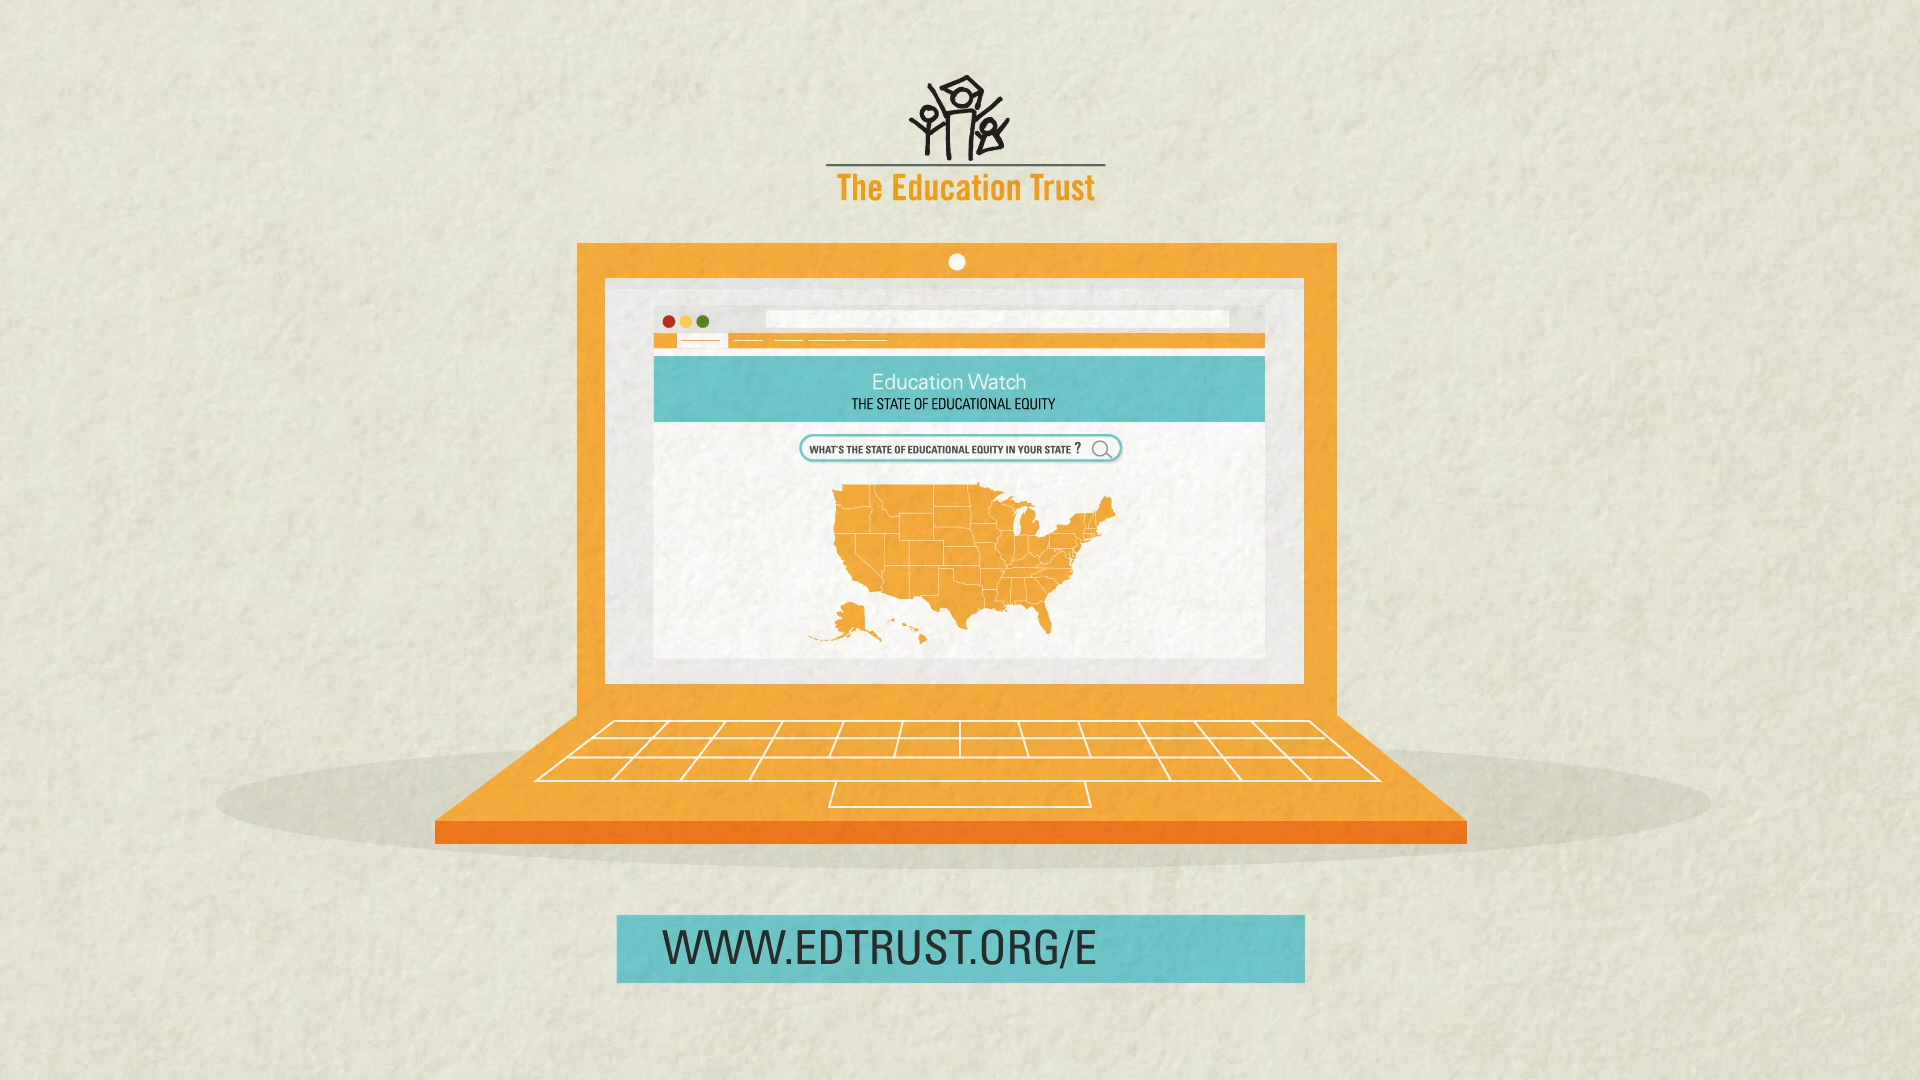 The Education Trust
Education Watch
THE STATE OF EDUCATIONAL EQUITY
WHAT'S THE STATE OF EDUCATIONAL EQUITY IN YOUR STATE ?
WWW.EDTRUST.ORG/E